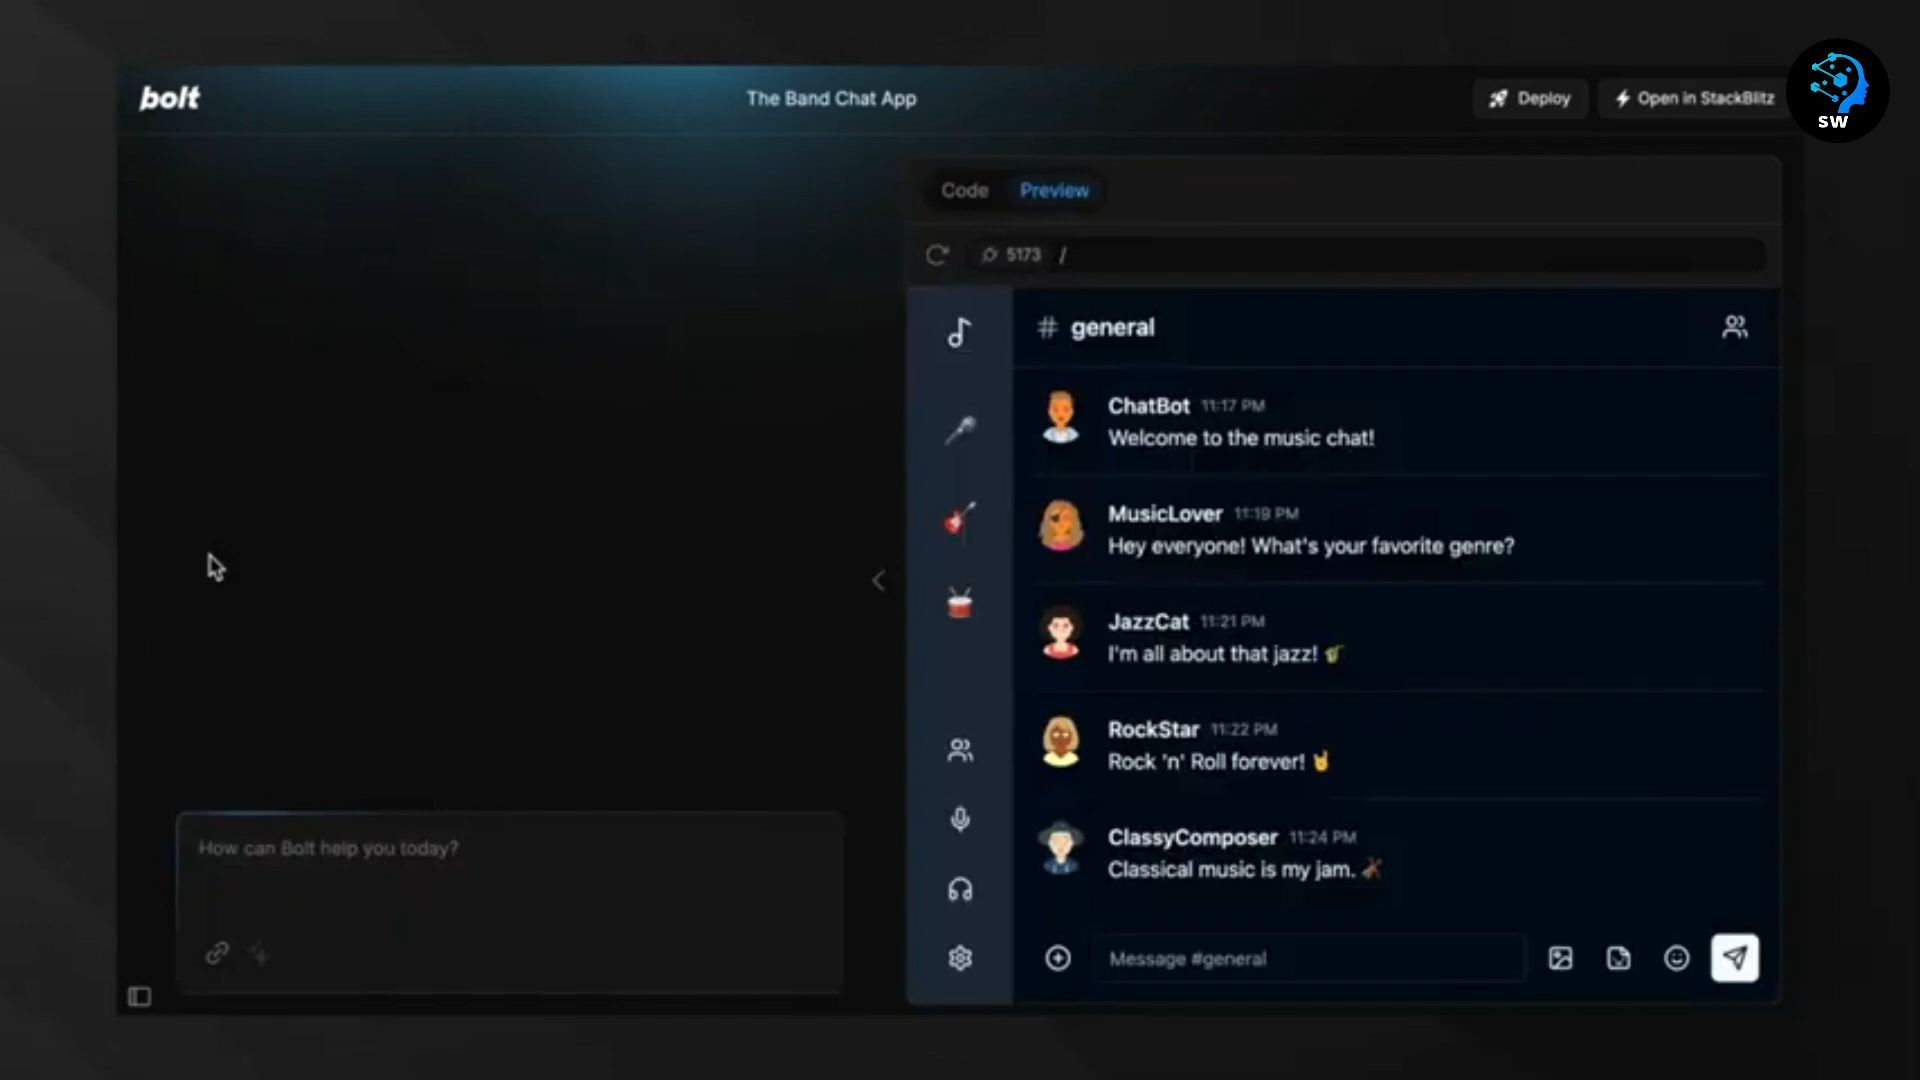 bolt
The Band Chat App
Deploy
Open in StackBlitz
SW
Code
Preview
5173 /
# general
ChatBot 11:17 PM
Welcome to the music chat!
MusicLover 11:19 PM
Hey everyone! What's your favorite genre?
JazzCat 11:21 PM
I'm all about that jazz!
RockStar 11:22 PM
Rock 'n' Roll forever!
ClassyComposer 11:24 PM
Classical music is my jam.
How can Bolt help you today?
Message #general